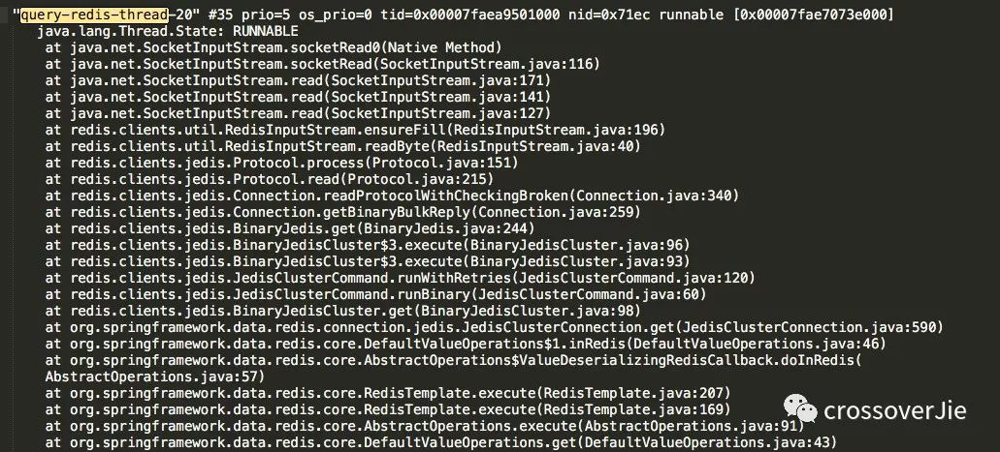 "query-redis-thread-20" #35 prio=5 os_prio=0 tid=0x00007faea9501000 nid=0x71ec runnable [0x00007fae7073e000]
java.lang.Thread.State: RUNNABLE
at java.net.SocketInputStream.socketRead0(Native Method)
at java.net.SocketInputStream.socketRead(SocketInputStream.java:116)
at java.net.SocketInputStream.read(SocketInputStream.java:171)
at java.net.SocketInputStream.read(SocketInputStream.java:141)
at java.net.SocketInputStream.read(SocketInputStream.java:127)
at redis.clients.util.RedisInputStream.ensureFill(RedisInputStream.java:196)
at redis.clients.util.RedisInputStream.readByte(RedisInputStream.java:40)
at redis.clients.jedis.Protocol.process(Protocol.java:151)
at redis.clients.jedis.Protocol.read(Protocol.java:215)
at redis.clients.jedis.Connection.readProtocolWithCheckingBroken(Connection.java:340)
at redis.clients.jedis.Connection.getBinaryBulkReply(Connection.java:259)
at redis.clients.jedis.BinaryJedis.get(BinaryJedis.java:244)
at redis.clients.jedis.BinaryJedisCluster$3.execute(BinaryJedisCluster.java:96)
at redis.clients.jedis.BinaryJedisCluster$3.execute(BinaryJedisCluster.java:93)
at redis.clients.jedis.JedisClusterCommand.runWithRetries(JedisClusterCommand.java:120)
at redis.clients.jedis.JedisClusterCommand.runBinary(JedisClusterCommand.java:60)
at redis.clients.jedis.BinaryJedisCluster.get(BinaryJedisCluster.java:98)
at org.springframework.data.redis.connection.jedis.JedisClusterConnection.get(JedisClusterConnection.java:590)
at org.springframework.data.redis.core.DefaultValueOperations$1.inRedis(DefaultValueOperations.java:46)
at org.springframework.data.redis.core.AbstractOperations$ValueDeserializingRedisCallback.doInRedis(
AbstractOperations.java:57)
at org.springframework.data.redis.core.RedisTemplate.execute(RedisTemplate.java:207)
at org.springframework.data.redis.core.RedisTemplate.execute(RedisTemplate.java:169)
at org.springframework.data.redis.core.AbstractOperations.execute(AbstractOperations.java:91)
at org.springframework.data.redis.core.DefaultValueOperations.get(DefaultValueOperations.java:43)
crossoverJie